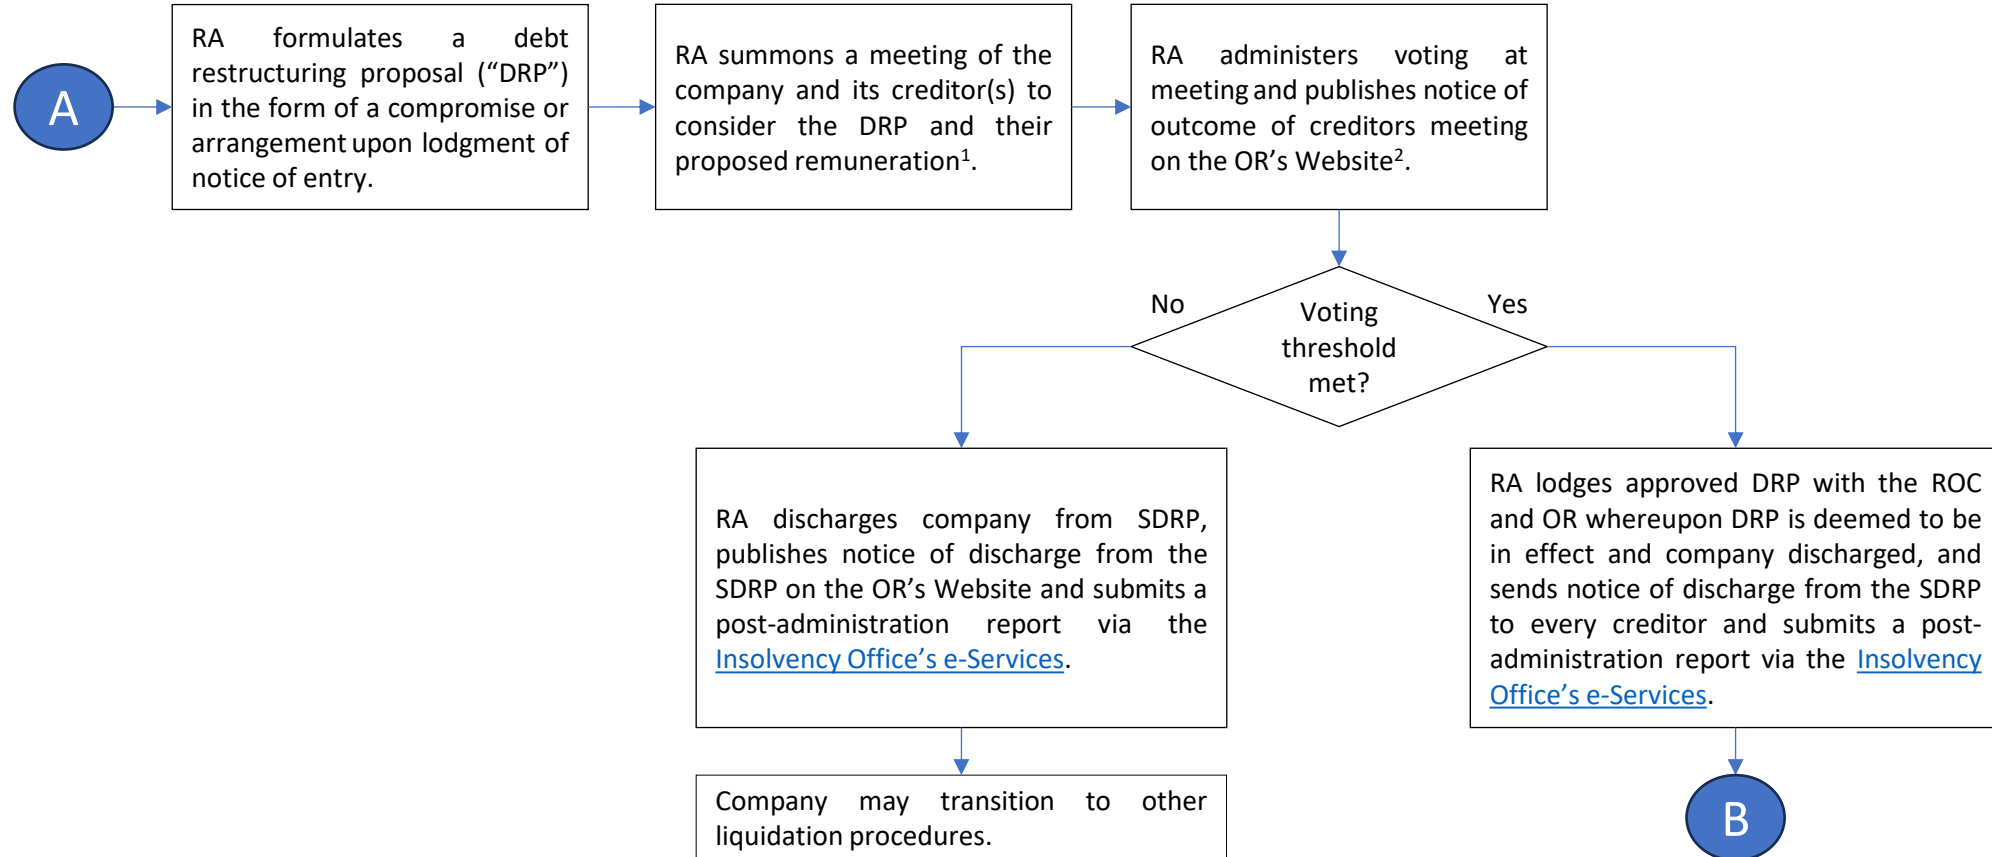 A
RA formulates a debt
restructuring proposal (“DRP”)
in the form of a compromise or
arrangement upon lodgment of
notice of entry.
RA summons a meeting of the
company and its creditor(s) to
consider the DRP and their
proposed remuneration¹.
RA administers voting at
meeting and publishes notice of
outcome of creditors meeting
on the OR’s Website².
No
Voting
threshold
met?
Yes
RA discharges company from SDRP,
publishes notice of discharge from the
SDRP on the OR’s Website and submits a
post-administration report via the
Insolvency Office’s e-Services.
RA lodges approved DRP with the ROC
and OR whereupon DRP is deemed to be
in effect and company discharged, and
sends notice of discharge from the SDRP
to every creditor and submits a post-
administration report via the Insolvency
Office’s e-Services.
Company may transition to other
liquidation procedures.
B